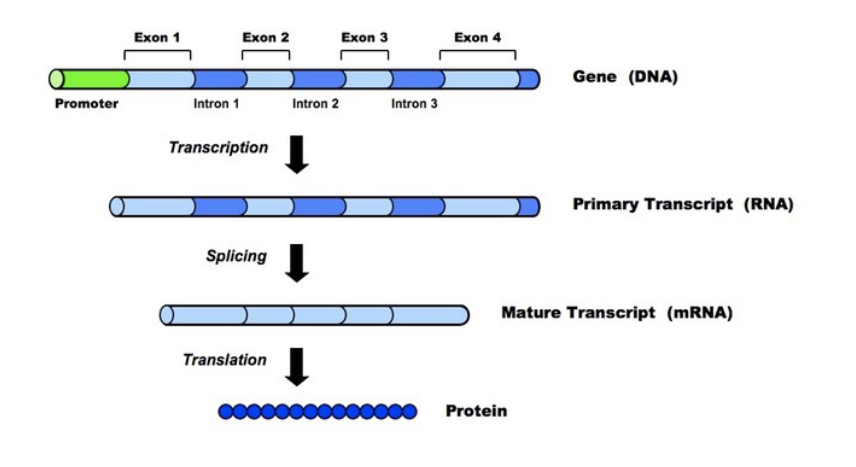 Exon 1 Exon 2 Exon 3 Exon 4
Gene (DNA)
Promoter Intron 1 Intron 2 Intron 3
Transcription
Primary Transcript (RNA)
Splicing
Mature Transcript (mRNA)
Translation
Protein